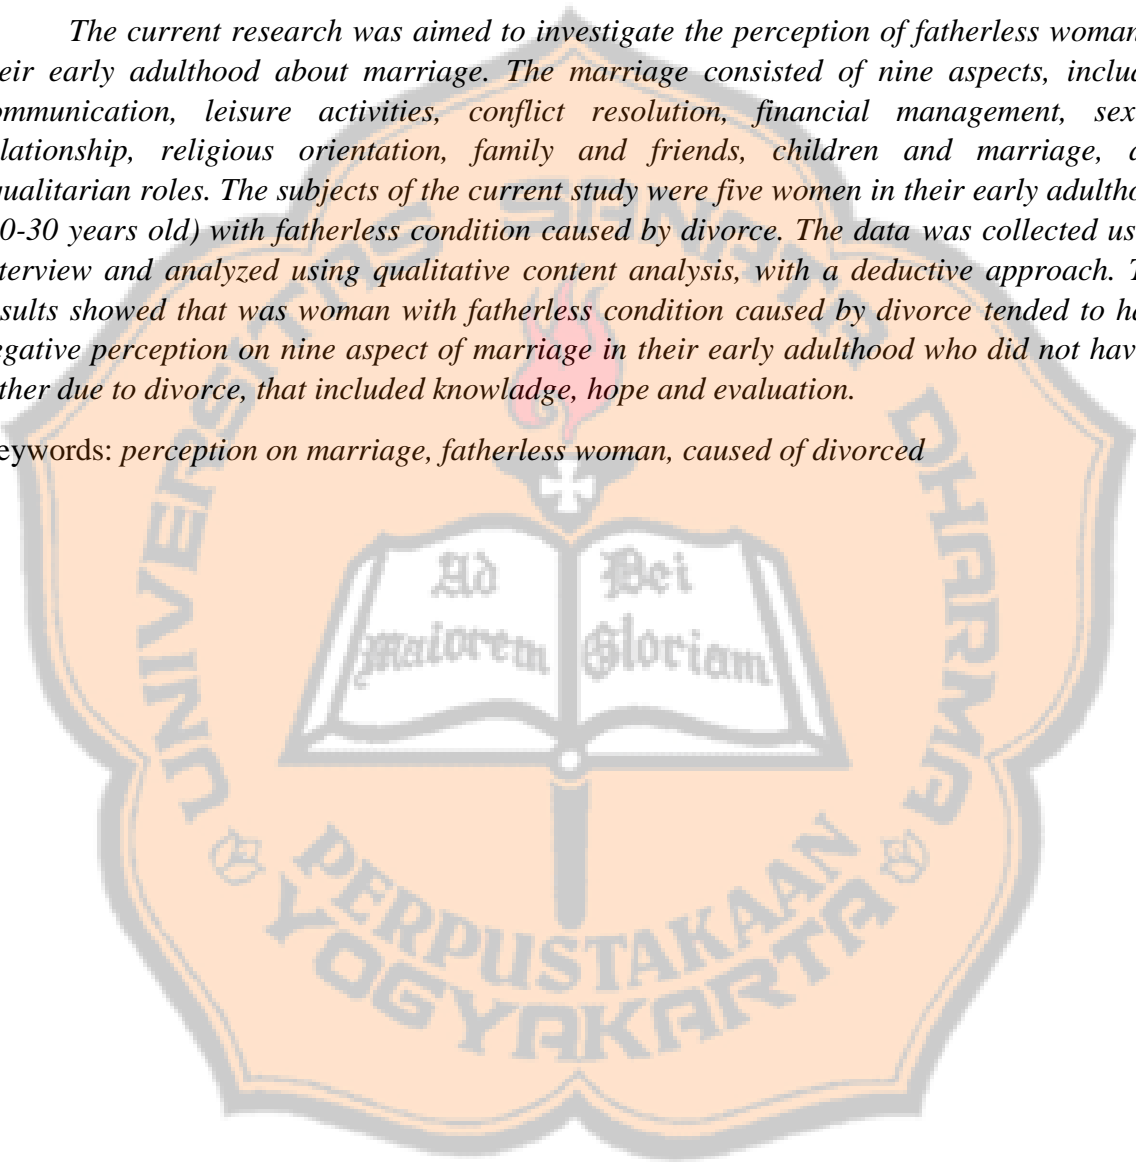 The current research was aimed to investigate the perception of fatherless woman
eir early adulthood about marriage. The marriage consisted of nine aspects, includ
ommunication, leisure activities, conflict resolution, financial management, sex
lationship, religious orientation, family and friends, children and marriage, a
qualitarian roles. The subjects of the current study were five women in their early adultho
0-30 years old) with fatherless condition caused by divorce. The data was collected us
terview and analyzed using qualitative content analysis, with a deductive approach. T
sults showed that was woman with fatherless condition caused by divorce tended to ha
egative perception on nine aspect of marriage in their early adulthood who did not hav
ther due to divorce, that included knowladge, hope and evaluation.
eywords: perception on marriage, fatherless woman, caused of divorced
UNIVERSITAS SANATA DHARMA
Ad Dei
maiorem Gloriam
PERPUSTAKAAN
YOGYAKARTA